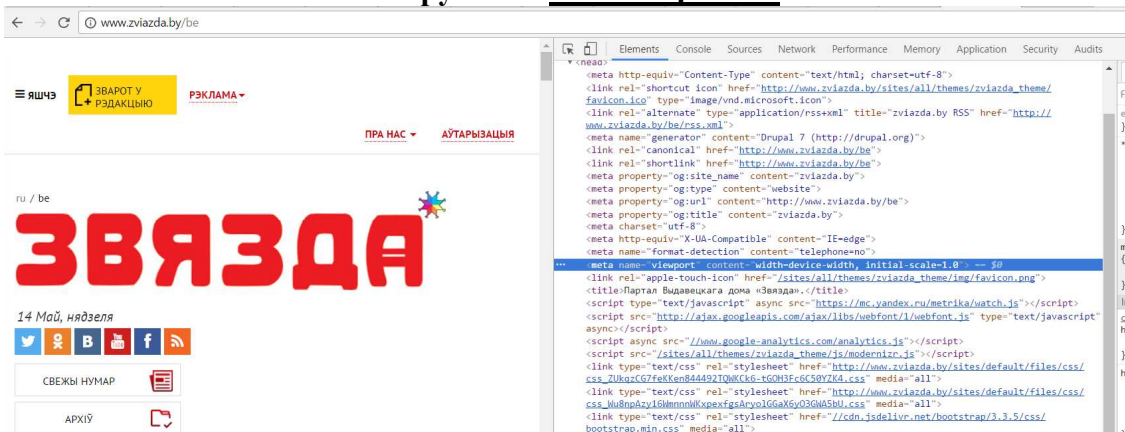 www.zviazda.by/be
ЯШЧЭ
ЗВАРОТ У
РЭДАКЦЫЮ
РЭКЛАМА
ПРА НАС
АЎТАРЫЗАЦЫЯ
ru / be
ЗВЯЗДА
14 Май, нядзеля
СВЕЖЫ НУМАР
АРХІЎ
Elements Console Sources Network Performance Memory Application Security Audits
<head>
<meta http-equiv="Content-Type" content="text/html; charset=utf-8">
<link rel="shortcut icon" href="http://www.zviazda.by/sites/all/themes/zviazda_theme/
favicon.ico" type="image/vnd.microsoft.icon">
<link rel="alternate" type="application/rss+xml" title="zviazda.by RSS" href="http://
www.zviazda.by/be/rss.xml">
<meta name="generator" content="Drupal 7 (http://drupal.org)">
<link rel="canonical" href="http://www.zviazda.by/be">
<link rel="shortlink" href="http://www.zviazda.by/be">
<meta property="og:site_name" content="zviazda.by">
<meta property="og:type" content="website">
<meta property="og:url" content="http://www.zviazda.by/be">
<meta property="og:title" content="zviazda.by">
<meta charset="utf-8">
<meta http-equiv="X-UA-Compatible" content="IE=edge">
<meta name="format-detection" content="telephone=no">
<meta name="viewport" content="width=device-width, initial-scale=1.0"> == $0
<link rel="apple-touch-icon" href="/sites/all/themes/zviazda_theme/img/favicon.png">
<title>Партал Выдавецкага дома «Звязда».</title>
<script type="text/javascript" async src="https://mc.yandex.ru/metrika/watch.js"></script>
<script src="http://ajax.googleapis.com/ajax/libs/webfont/1/webfont.js" type="text/javascript"
async></script>
<script async src="//www.google-analytics.com/analytics.js"></script>
<script src="/sites/all/themes/zviazda_theme/js/modernizr.js"></script>
<link type="text/css" rel="stylesheet" href="http://www.zviazda.by/sites/default/files/css/
media="all">
<link type="text/css" rel="stylesheet" href="http://www.zviazda.by/sites/default/files/css/
media="all">
<link type="text/css" rel="stylesheet" href="//cdn.jsdelivr.net/bootstrap/3.3.5/css/
bootstrap.min.css" media="all">